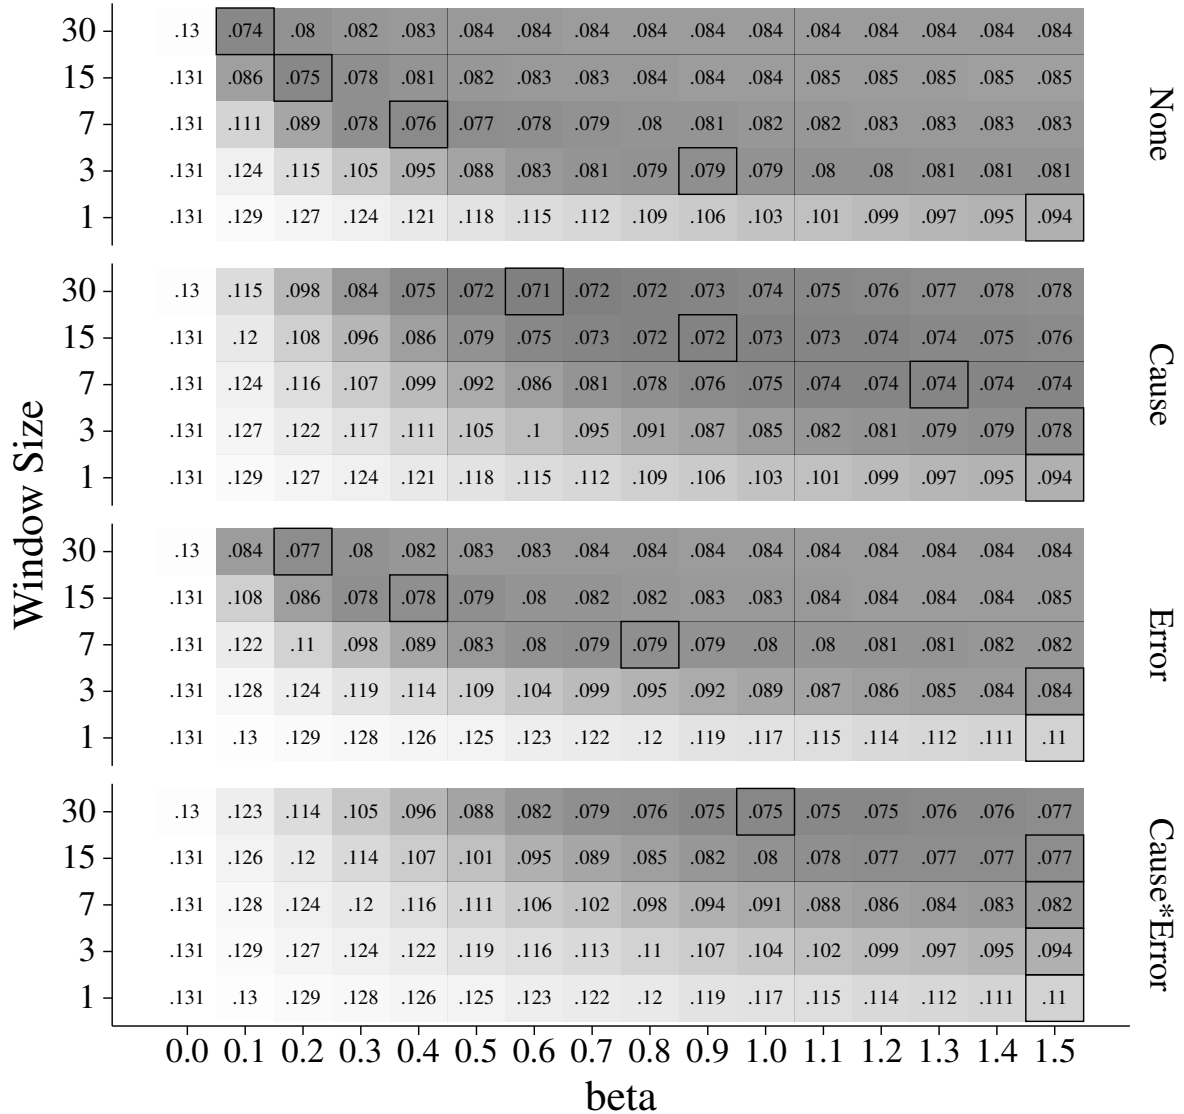 30 .13 .074 .08 .082 .083 .084 .084 .084 .084 .084 .084 .084 .084 .084 .084 .084
15 .131 .086 .075 .078 .081 .082 .083 .083 .084 .084 .084 .085 .085 .085 .085 .085
7 .131 .111 .089 .078 .076 .077 .078 .079 .08 .081 .082 .082 .083 .083 .083 .083
3 .131 .124 .115 .105 .095 .088 .083 .081 .079 .079 .079 .08 .08 .081 .081 .081
1 .131 .129 .127 .124 .121 .118 .115 .112 .109 .106 .103 .101 .099 .097 .095 .094
None
30 .13 .115 .098 .084 .075 .072 .071 .072 .072 .073 .074 .075 .076 .077 .078 .078
15 .131 .12 .108 .096 .086 .079 .075 .073 .072 .072 .073 .073 .074 .074 .075 .076
7 .131 .124 .116 .107 .099 .092 .086 .081 .078 .076 .075 .074 .074 .074 .074 .074
3 .131 .127 .122 .117 .111 .105 .1 .095 .091 .087 .085 .082 .081 .079 .079 .078
1 .131 .129 .127 .124 .121 .118 .115 .112 .109 .106 .103 .101 .099 .097 .095 .094
Cause
Window Size
30 .13 .084 .077 .08 .082 .083 .083 .084 .084 .084 .084 .084 .084 .084 .084 .084
15 .131 .108 .086 .078 .078 .079 .08 .082 .082 .083 .083 .084 .084 .084 .084 .085
7 .131 .122 .11 .098 .089 .083 .08 .079 .079 .079 .08 .08 .081 .081 .082 .082
3 .131 .128 .124 .119 .114 .109 .104 .099 .095 .092 .089 .087 .086 .085 .084 .084
1 .131 .13 .129 .128 .126 .125 .123 .122 .12 .119 .117 .115 .114 .112 .111 .11
Error
30 .13 .123 .114 .105 .096 .088 .082 .079 .076 .075 .075 .075 .075 .076 .076 .077
15 .131 .126 .12 .114 .107 .101 .095 .089 .085 .082 .08 .078 .077 .077 .077 .077
7 .131 .128 .124 .12 .116 .111 .106 .102 .098 .094 .091 .088 .086 .084 .083 .082
3 .131 .129 .127 .124 .122 .119 .116 .113 .11 .107 .104 .102 .099 .097 .095 .094
1 .131 .13 .129 .128 .126 .125 .123 .122 .12 .119 .117 .115 .114 .112 .111 .11
Cause*Error
0.0 0.1 0.2 0.3 0.4 0.5 0.6 0.7 0.8 0.9 1.0 1.1 1.2 1.3 1.4 1.5
beta